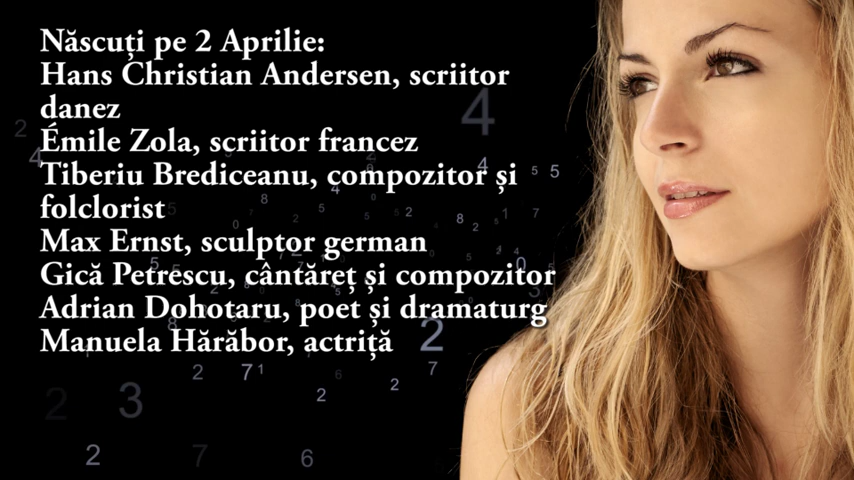 Născuți pe 2 Aprilie:
Hans Christian Andersen, scriitor
danez
Émile Zola, scriitor francez
Tiberiu Brediceanu, compozitor și
folclorist
Max Ernst, sculptor german
Gică Petrescu, cântăreț și compozitor
Adrian Dohotaru, poet și dramaturg
Manuela Hărăbor, actriță